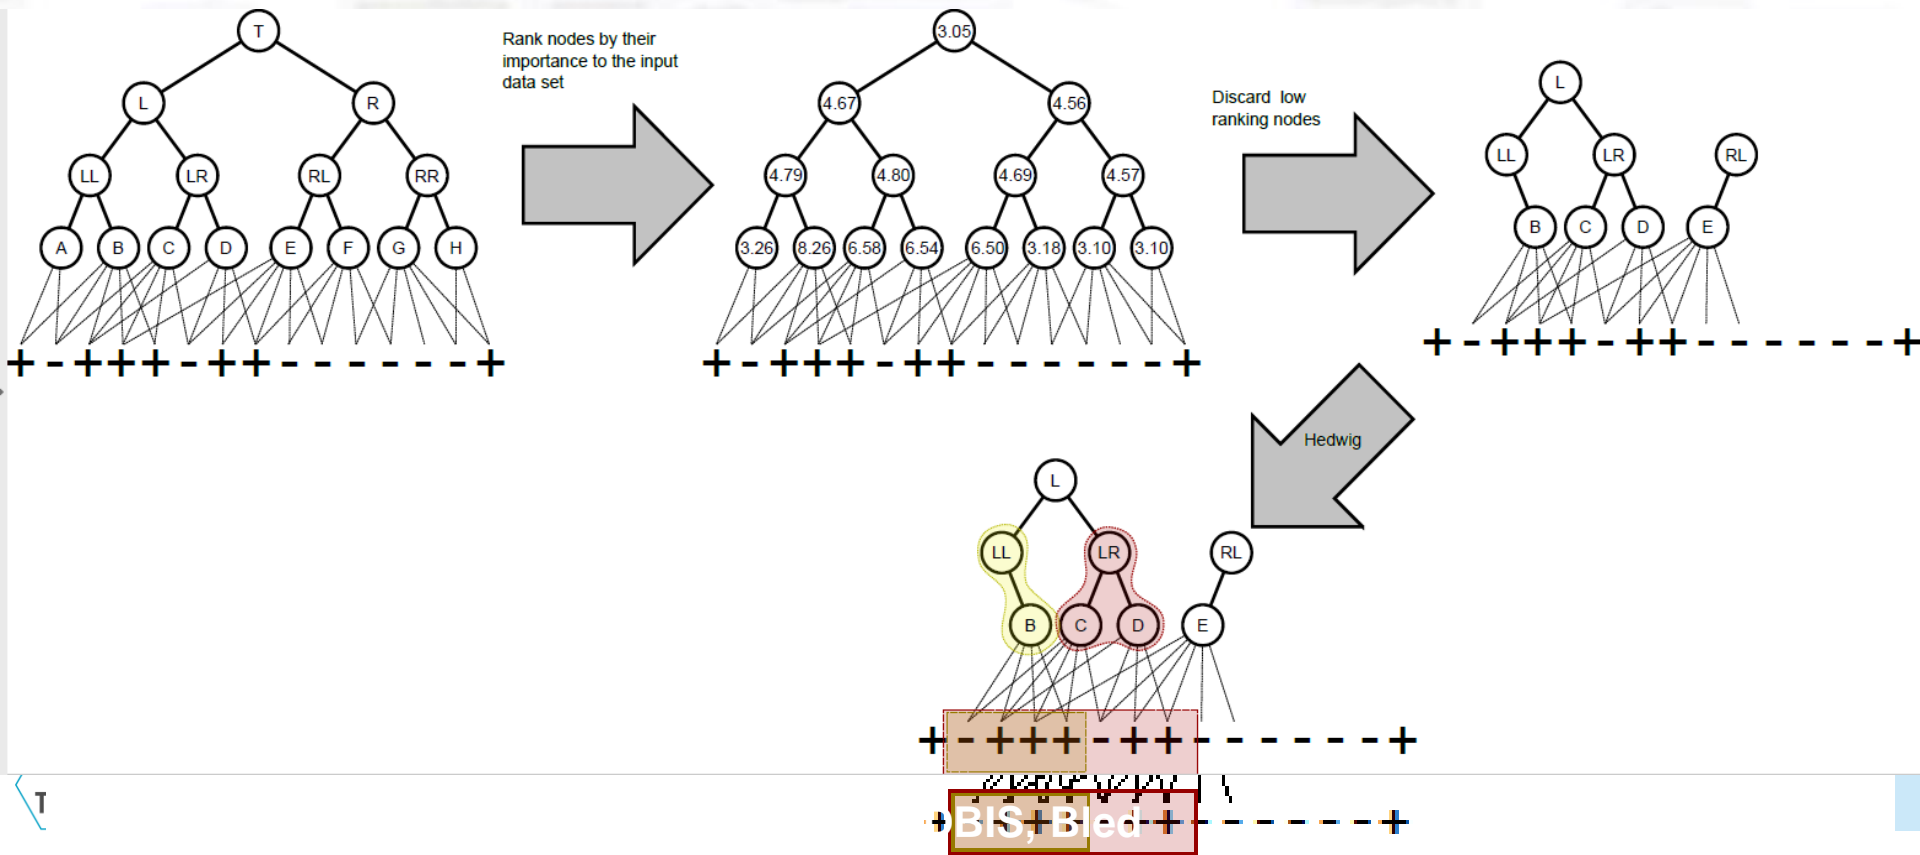 T
L R
LL LR RL RR
A B C D E F G H
+ - + + + - + + - - - - - - +
Rank nodes by their
importance to the input
data set
3.05
4.67 4.56
4.79 4.80 4.69 4.57
3.26 8.26 6.58 6.54 6.50 3.18 3.10 3.10
+ - + + + - + + - - - - - - +
Discard low
ranking nodes
L
LL LR RL
B C D E
+ - + + + - + + - - - - - - +
Hedwig
L
LL LR RL
B C D E
+ - + + + - + + - - - - - - +
T
BIS, Bled